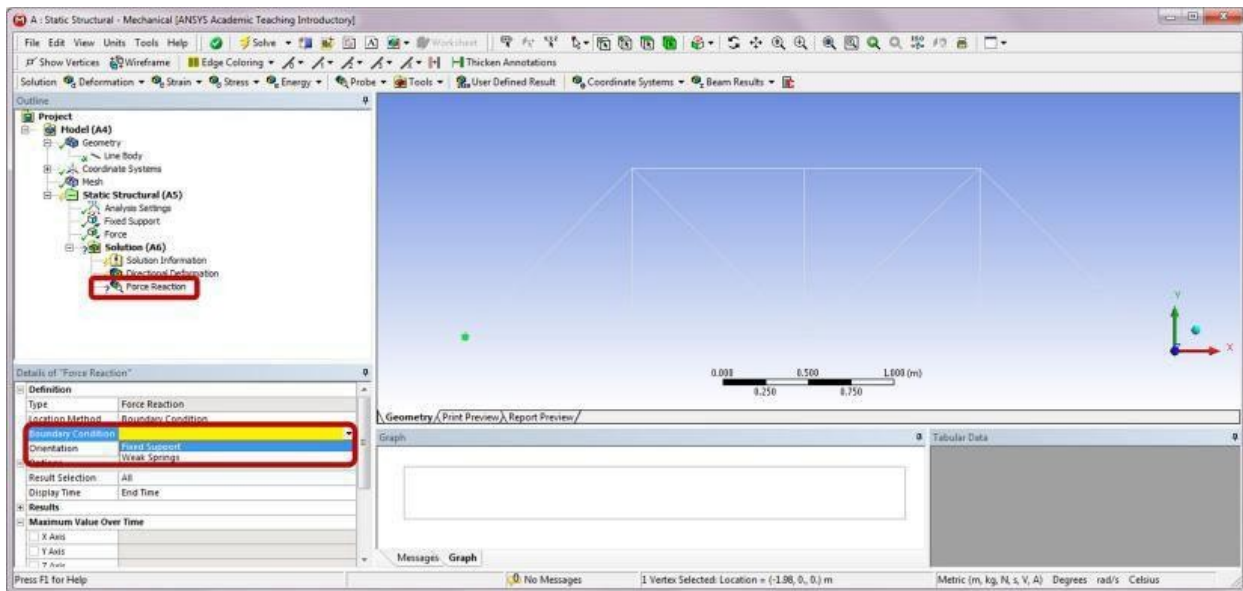 A : Static Structural - Mechanical [ANSYS Academic Teaching Introductory]
File Edit View Units Tools Help Solve Worksheet
Show Vertices Wireframe Edge Coloring Thicken Annotations
Solution Deformation Strain Stress Energy Probe Tools User Defined Result Coordinate Systems Beam Results
Outline
Project
Model (A4)
Geometry
Line Body
Coordinate Systems
Mesh
Static Structural (A5)
Analysis Settings
Fixed Support
Force
Solution (A6)
Solution Information
Directional Deformation
Force Reaction
Y
X
0.000 0.500 1.000 (m)
0.250 0.750
Geometry Print Preview Report Preview
Details of "Force Reaction"
Definition
Type Force Reaction
Location Method Boundary Condition
Boundary Condition
Orientation Fixed Support
Weak Springs
Options
Result Selection All
Display Time End Time
Results
Maximum Value Over Time
X Axis
Y Axis
Z Axis
Graph
Tabular Data
Messages Graph
Press F1 for Help
No Messages
1 Vertex Selected: Location = (-1.98, 0., 0.) m
Metric (m, kg, N, s, V, A) Degrees rad/s Celsius